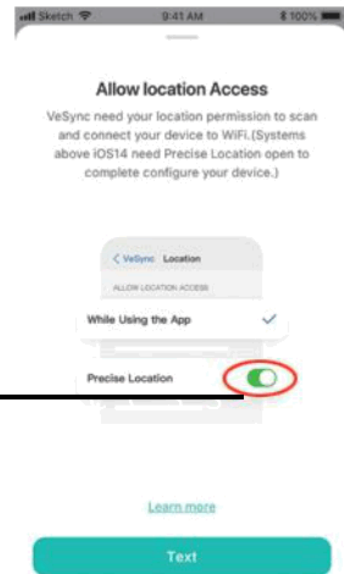 Sketch 9:41 AM 100%
Allow location Access
VeSync need your location permission to scan
and connect your device to WiFi.(Systems
above iOS14 need Precise Location open to
complete configure your device.)
VeSync Location
ALLOW LOCATION ACCESS
While Using the App
Precise Location
Learn more
Text